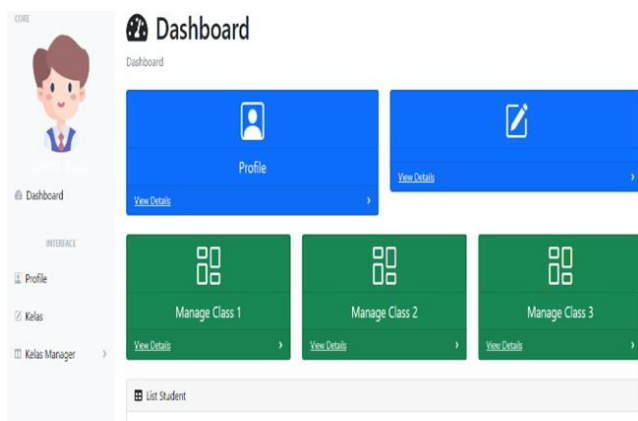 CORE
Dashboard
INTERFACE
Profile
Kelas
Kelas Manager
Dashboard
Dashboard
Profile
View Details
View Details
Manage Class 1
View Details
Manage Class 2
View Details
Manage Class 3
View Details
List Student